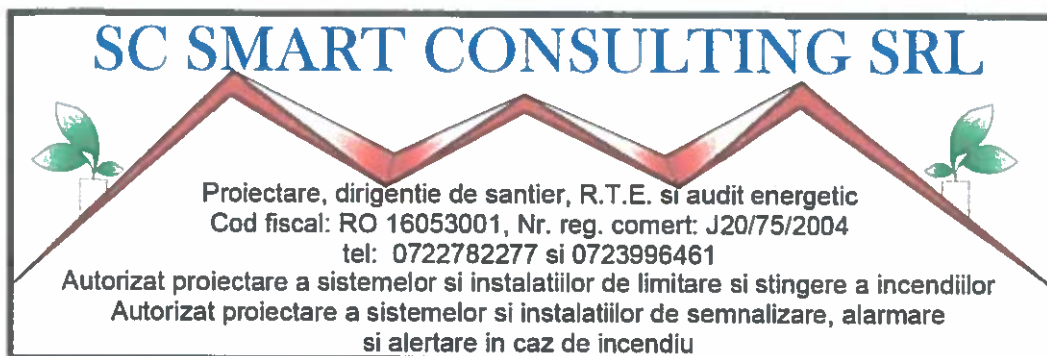 SC SMART CONSULTING SRL
Proiectare, dirigentie de santier, R.T.E. si audit energetic
Cod fiscal: RO 16053001, Nr. reg. comert: J20/75/2004
tel: 0722782277 si 0723996461
Autorizat proiectare a sistemelor si instalatiilor de limitare si stingere a incendiilor
Autorizat proiectare a sistemelor si instalatiilor de semnalizare, alarmare
si alertare in caz de incendiu